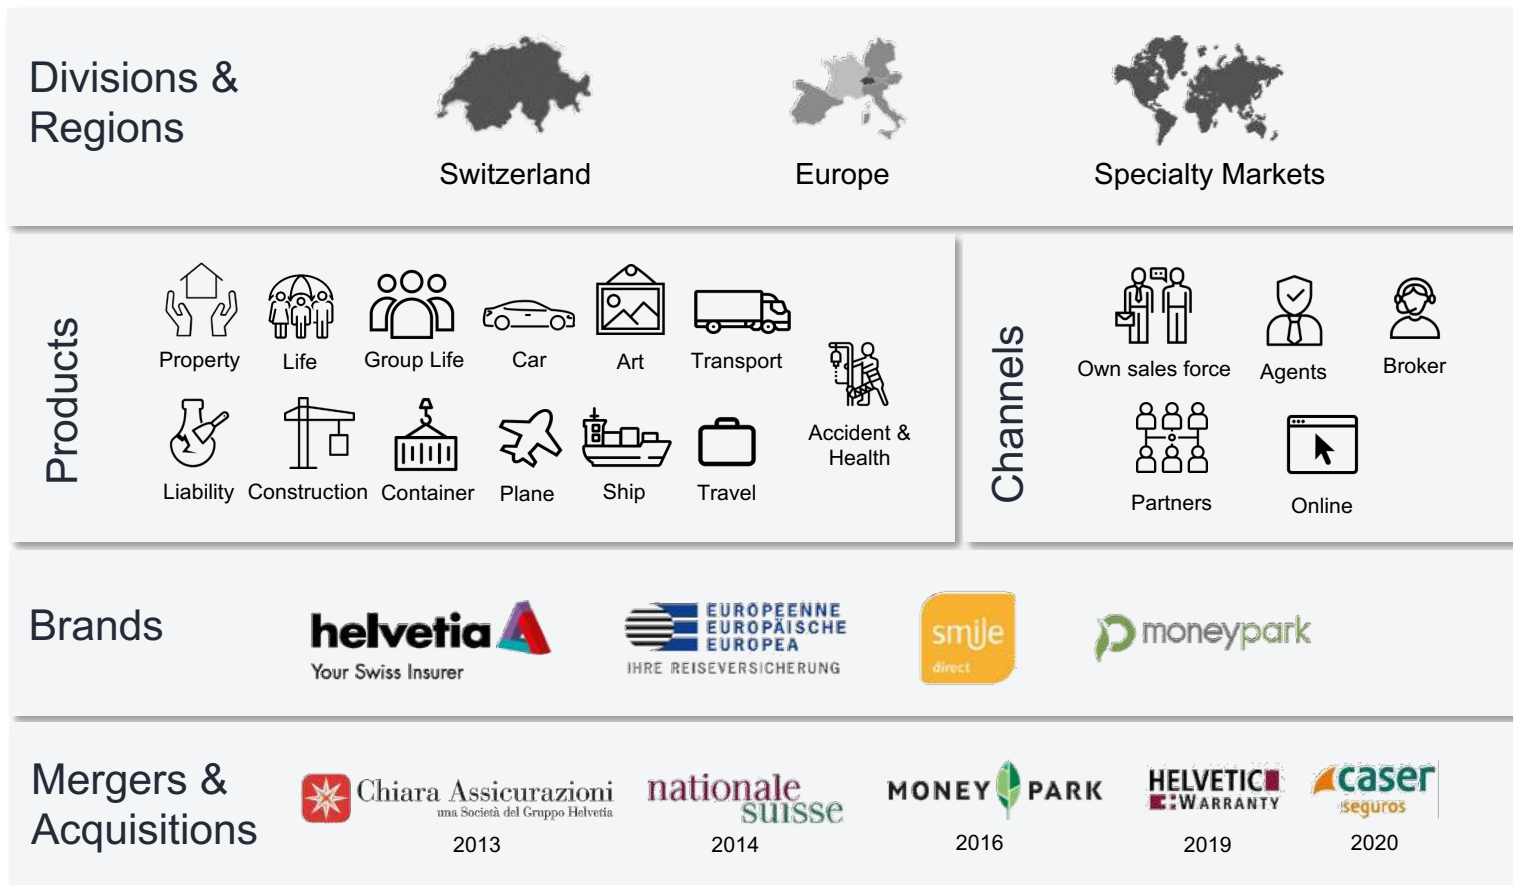 Divisions &
Regions
Switzerland
Europe
Specialty Markets
Products
Property
Life
Group Life
Car
Art
Transport
Accident &
Health
Liability
Construction
Container
Plane
Ship
Travel
Channels
Own sales force
Agents
Broker
Partners
Online
Brands
helvetia
Your Swiss Insurer
EUROPÉENNE
EUROPÄISCHE
EUROPEA
IHRE REISEVERSICHERUNG
smile
direct
moneypark
Mergers &
Acquisitions
Chiara Assicurazioni
una Società del Gruppo Helvetia
2013
nationale
suisse
2014
MONEY PARK
2016
HELVETIC
WARRANTY
2019
caser
seguros
2020